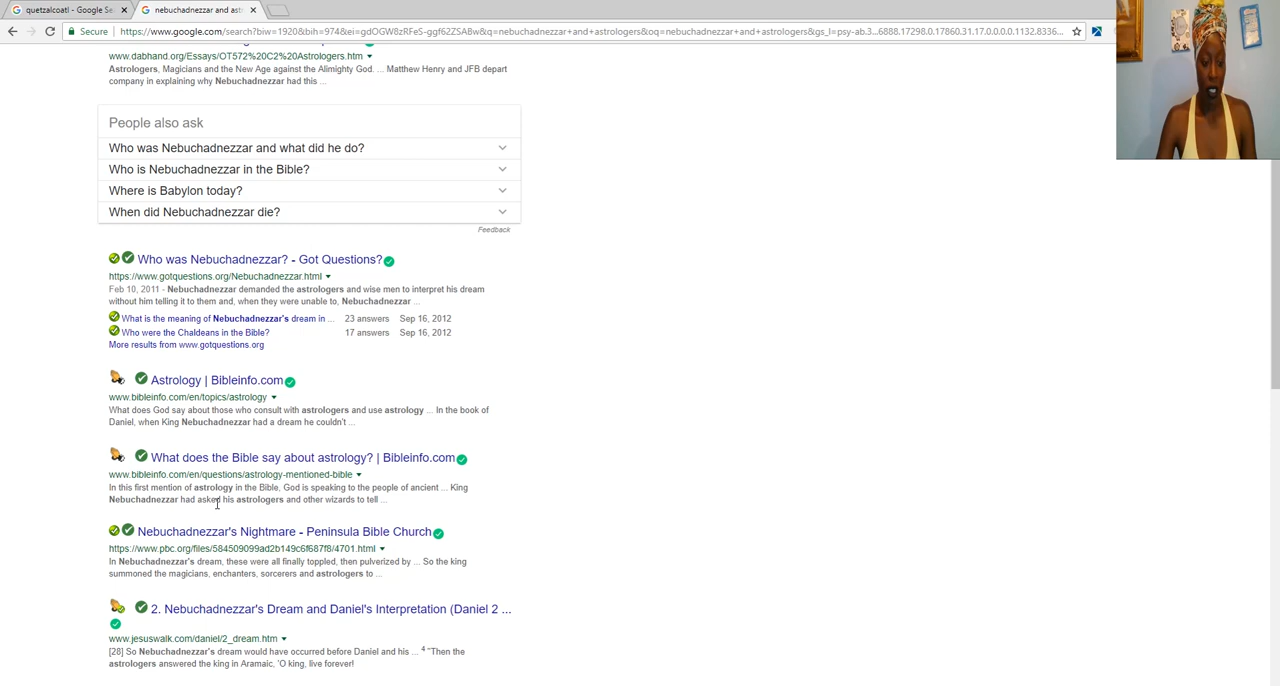 quetzalcoatl - Google Se
nebuchadnezzar and ast
Secure
https://www.google.com/search?biw=1920&bih=974&ei=gdOGW8zRFeS-ggf62ZSABw&q=nebuchadnezzar+and+astrologers&oq=nebuchadnezzar+and+astrologers&gs_l=psy-ab.3...6888.17298.0.17860.31.17.0.0.0.0.1132.8336...
www.dabhand.org/Essays/OT572%20C2%20Astrologers.htm
Astrologers, Magicians and the New Age against the Almighty God. ... Matthew Henry and JFB depart
company in explaining why Nebuchadnezzar had this ...
People also ask
Who was Nebuchadnezzar and what did he do?
Who is Nebuchadnezzar in the Bible?
Where is Babylon today?
When did Nebuchadnezzar die?
Feedback
Who was Nebuchadnezzar? - Got Questions?
https://www.gotquestions.org/Nebuchadnezzar.html
Feb 10, 2011 - Nebuchadnezzar demanded the astrologers and wise men to interpret his dream
without him telling it to them and, when they were unable to, Nebuchadnezzar ...
What is the meaning of Nebuchadnezzar's dream in ... 23 answers Sep 16, 2012
Who were the Chaldeans in the Bible? 17 answers Sep 16, 2012
More results from www.gotquestions.org
Astrology | Bibleinfo.com
www.bibleinfo.com/en/topics/astrology
What does God say about those who consult with astrologers and use astrology ... In the book of
Daniel, when King Nebuchadnezzar had a dream he couldn't ...
What does the Bible say about astrology? | Bibleinfo.com
www.bibleinfo.com/en/questions/astrology-mentioned-bible
In this first mention of astrology in the Bible, God is speaking to the people of ancient ... King
Nebuchadnezzar had asked his astrologers and other wizards to tell ...
Nebuchadnezzar's Nightmare - Peninsula Bible Church
https://www.pbc.org/files/584509099ad2b149c6f687f8/4701.html
In Nebuchadnezzar's dream, these were all finally toppled, then pulverized by ... So the king
summoned the magicians, enchanters, sorcerers and astrologers to ...
2. Nebuchadnezzar's Dream and Daniel's Interpretation (Daniel 2 ...
www.jesuswalk.com/daniel/2_dream.htm
[28] So Nebuchadnezzar's dream would have occurred before Daniel and his ... 4 "Then the
astrologers answered the king in Aramaic, 'O king, live forever!